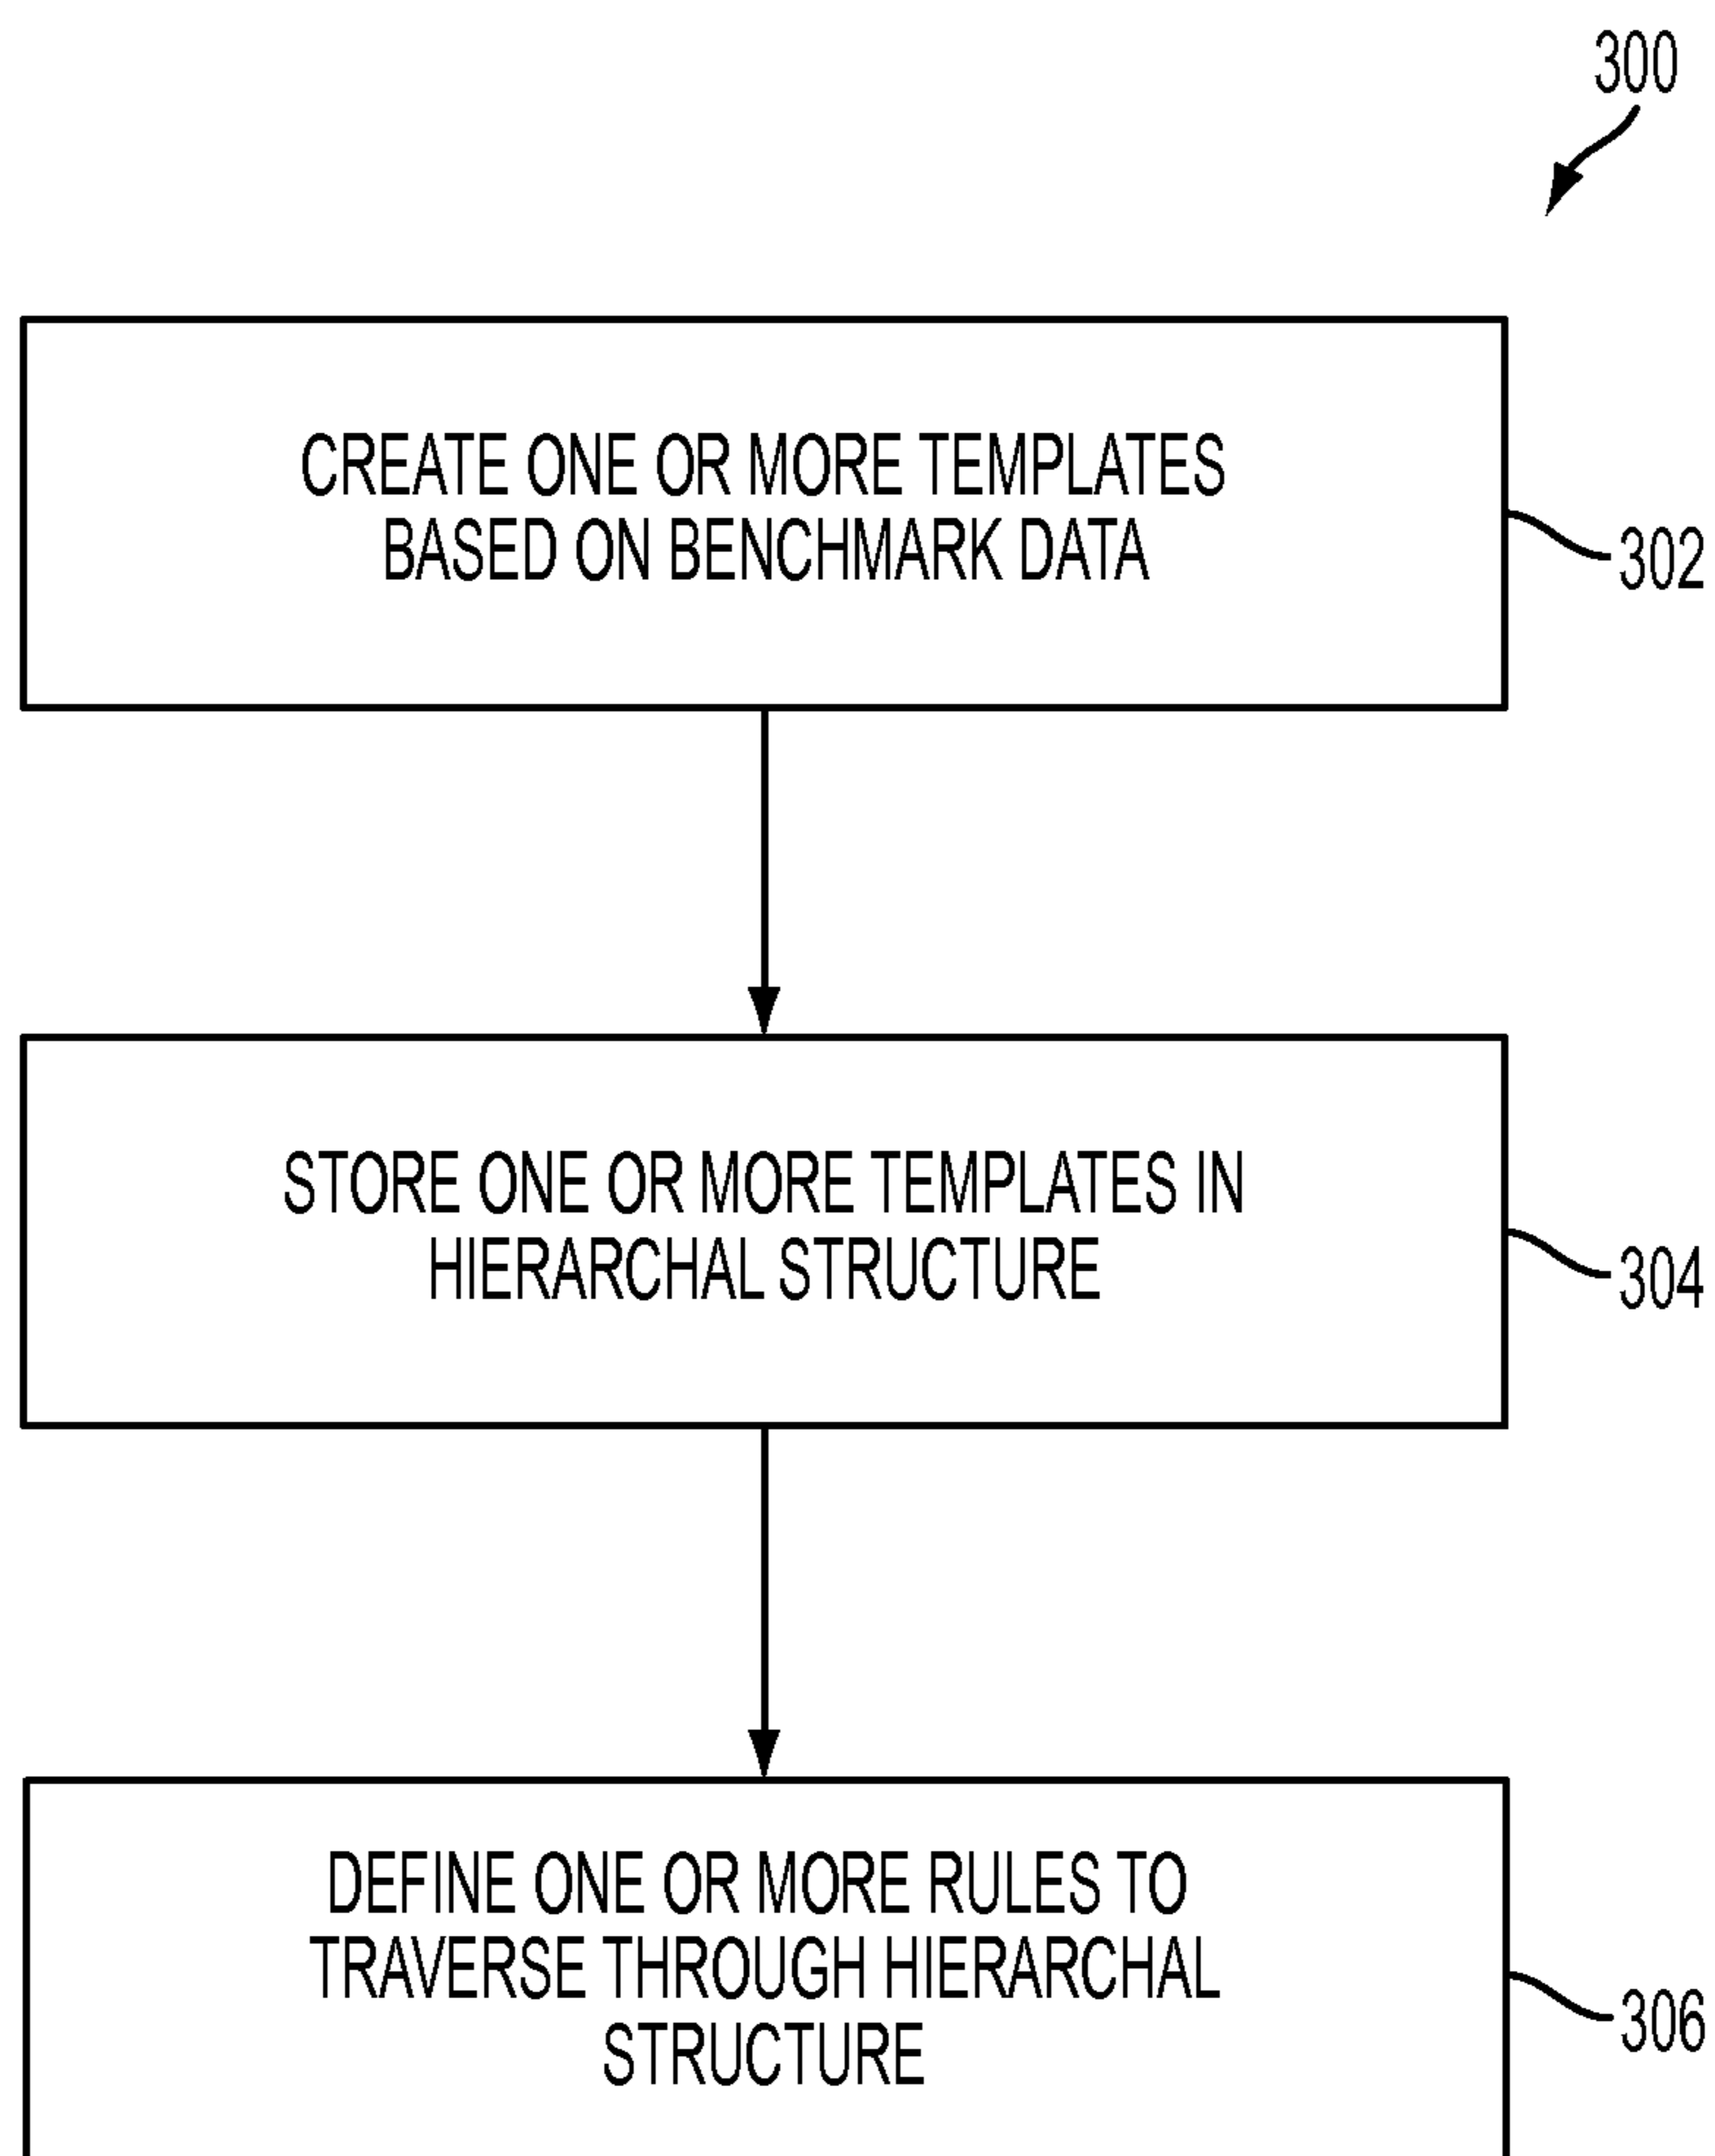 300
CREATE ONE OR MORE TEMPLATES
BASED ON BENCHMARK DATA
302
STORE ONE OR MORE TEMPLATES IN
HIERARCHAL STRUCTURE
304
DEFINE ONE OR MORE RULES TO
TRAVERSE THROUGH HIERARCHAL
STRUCTURE
306